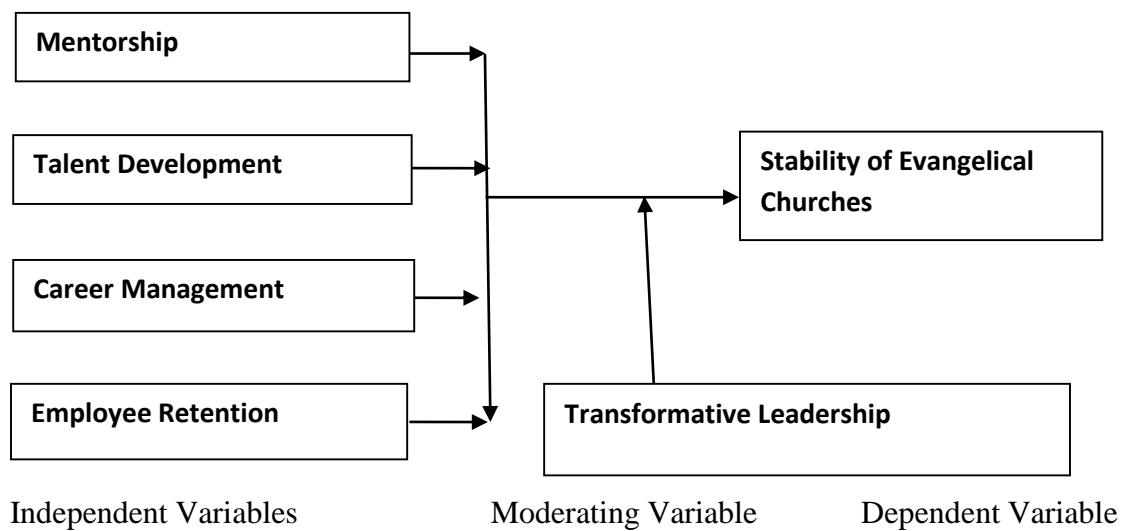 Mentorship
Talent Development
Career Management
Employee Retention
Stability of Evangelical
Churches
Transformative Leadership
Independent Variables
Moderating Variable
Dependent Variable